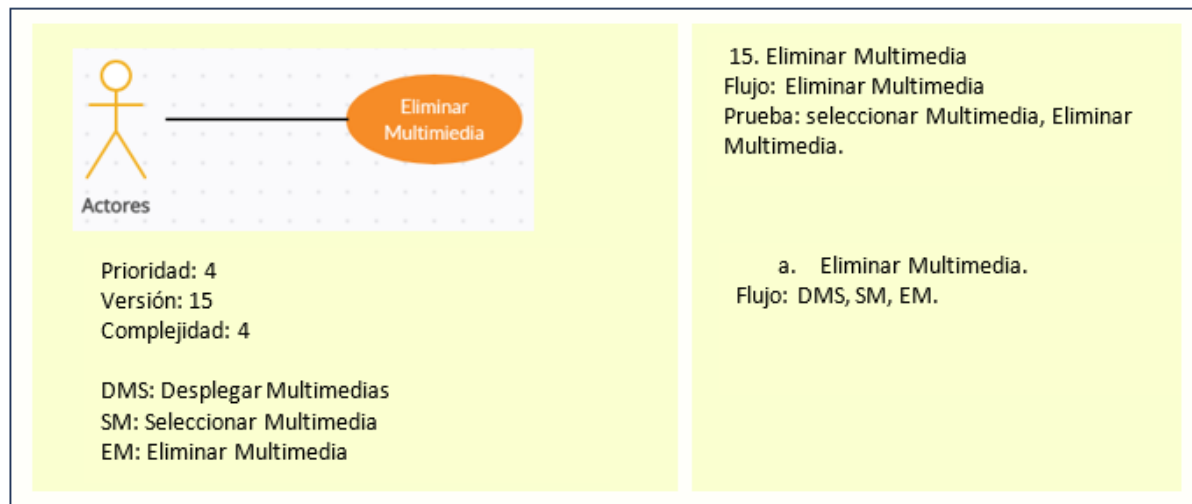 Eliminar
Multimiedia
Actores
Prioridad: 4
Versión: 15
Complejidad: 4
DMS: Desplegar Multimedias
SM: Seleccionar Multimedia
EM: Eliminar Multimedia
15. Eliminar Multimedia
Flujo: Eliminar Multimedia
Prueba: seleccionar Multimedia, Eliminar
Multimedia.
a. Eliminar Multimedia.
Flujo: DMS, SM, EM.